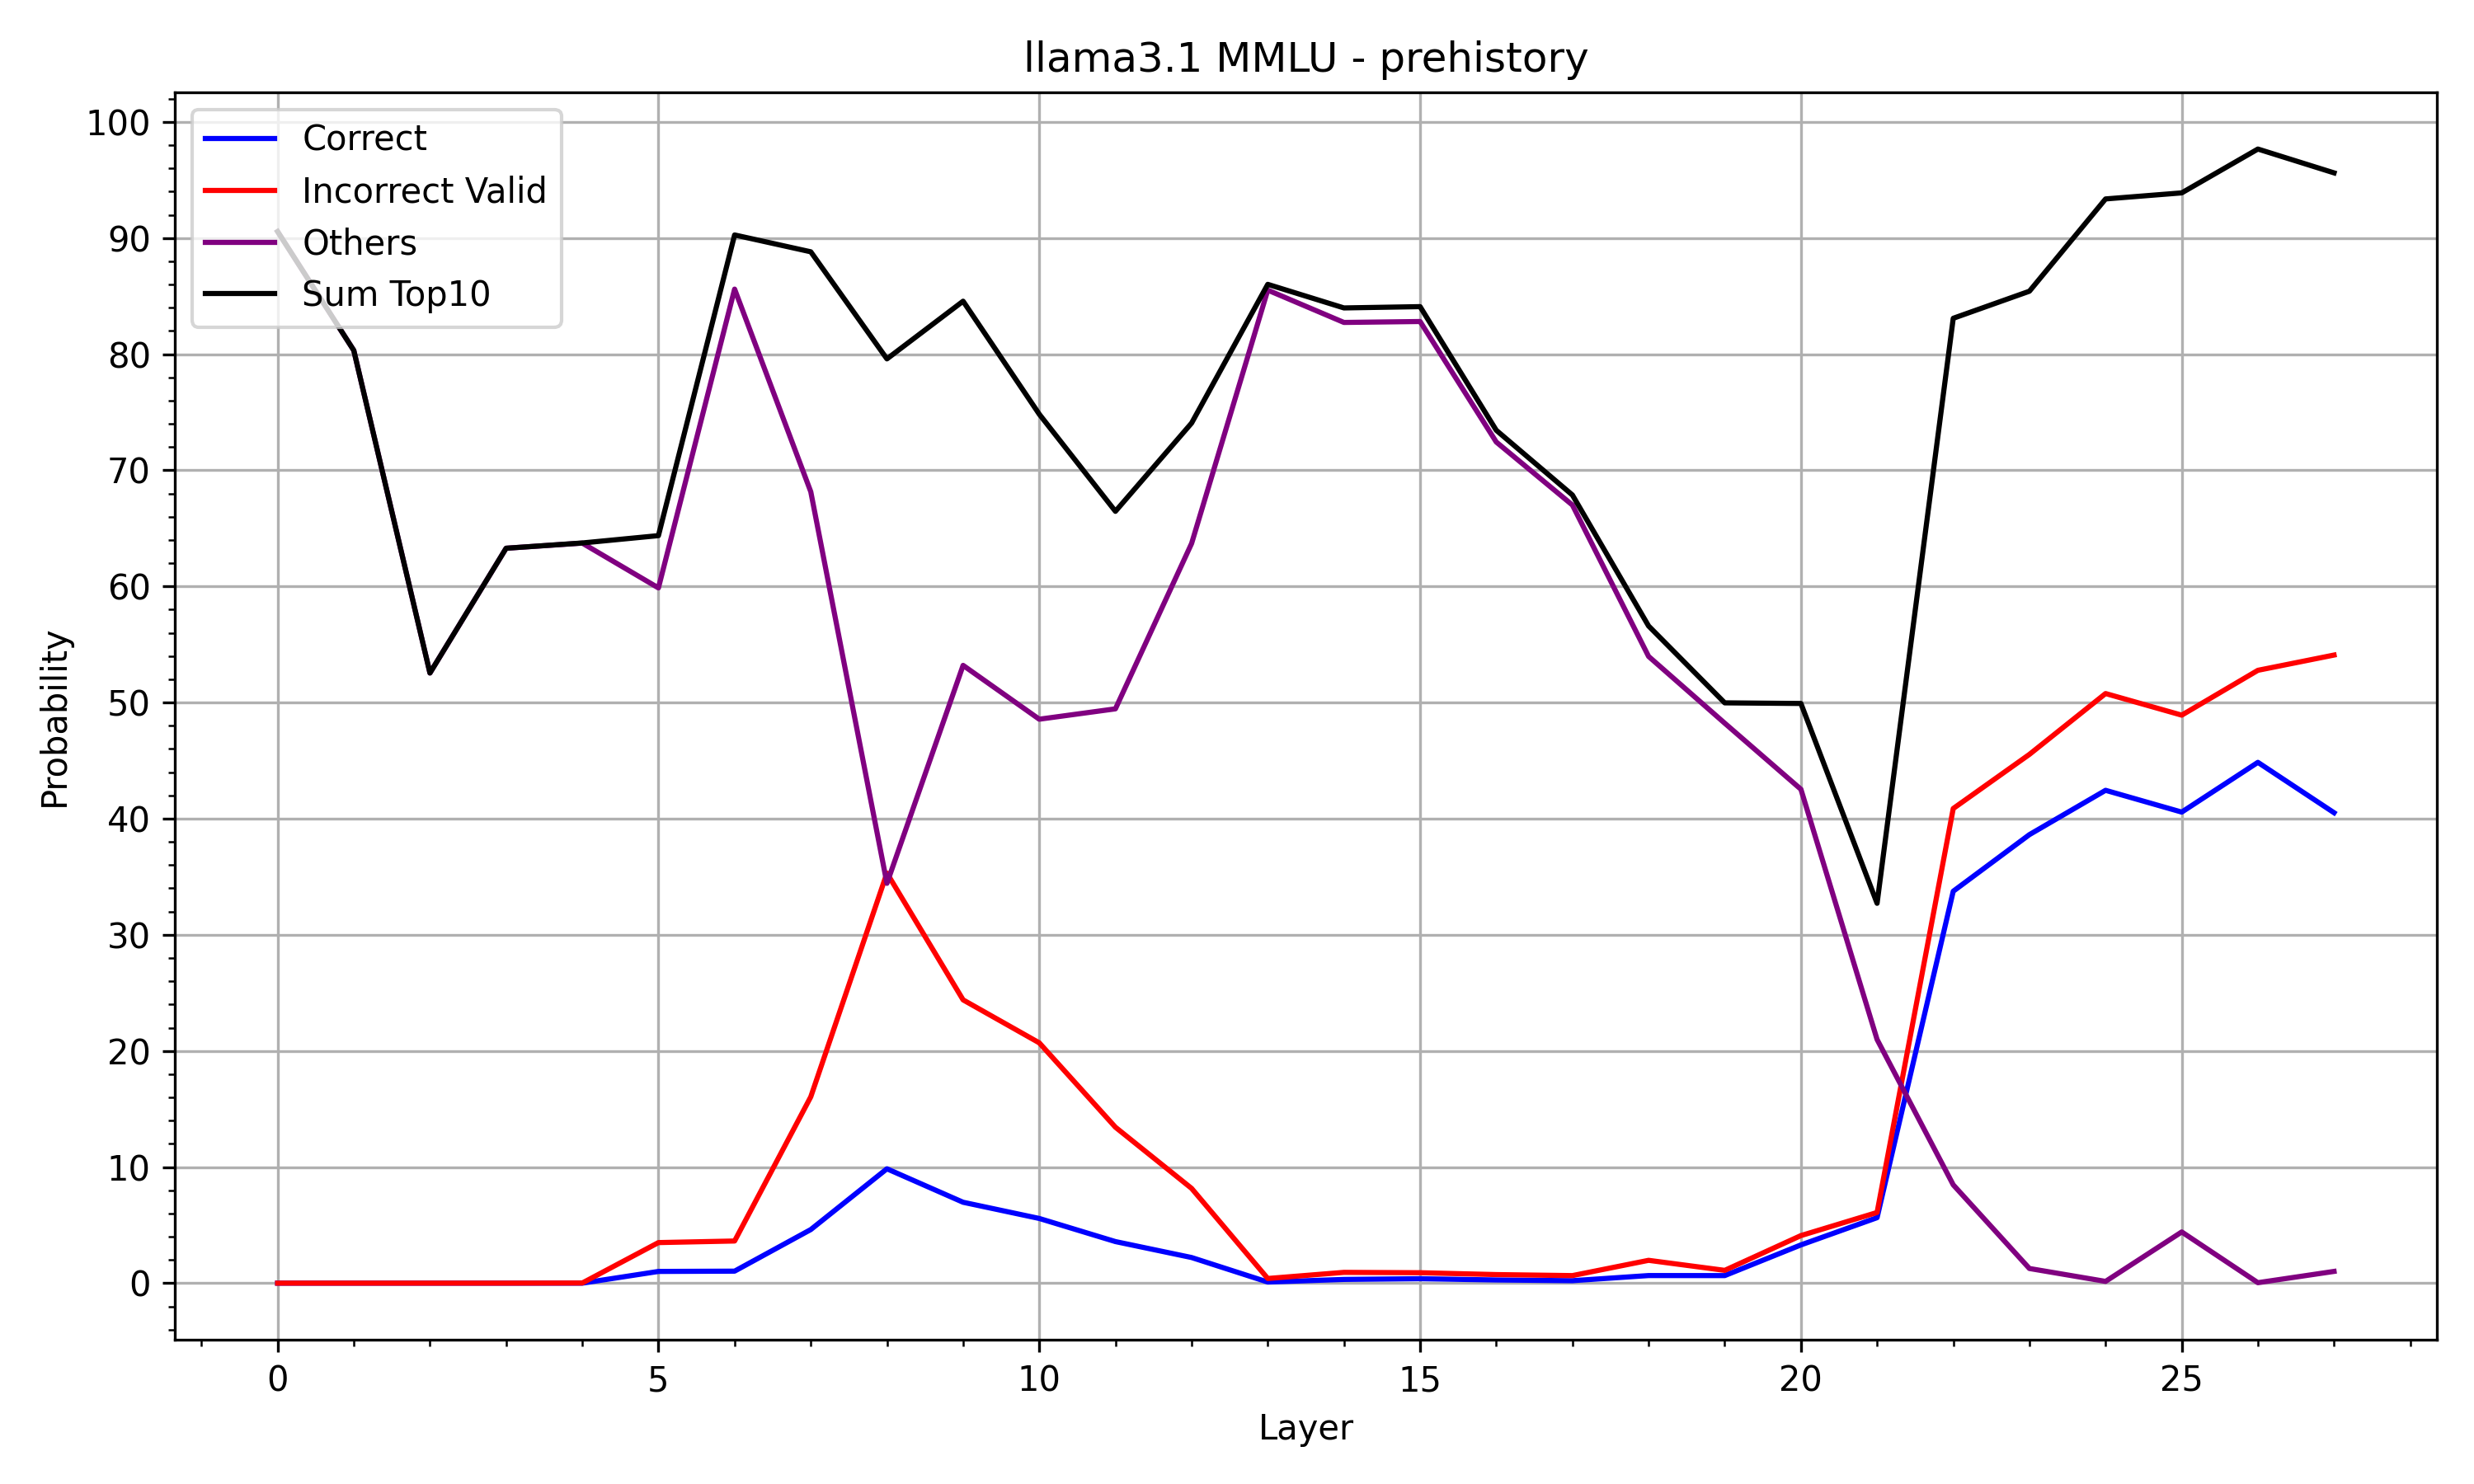 llama3.1 MMLU - prehistory
Correct
Incorrect Valid
Others
Sum Top10
100
90
80
70
60
50
40
30
20
10
0
Probability
0 5 10 15 20 25
Layer